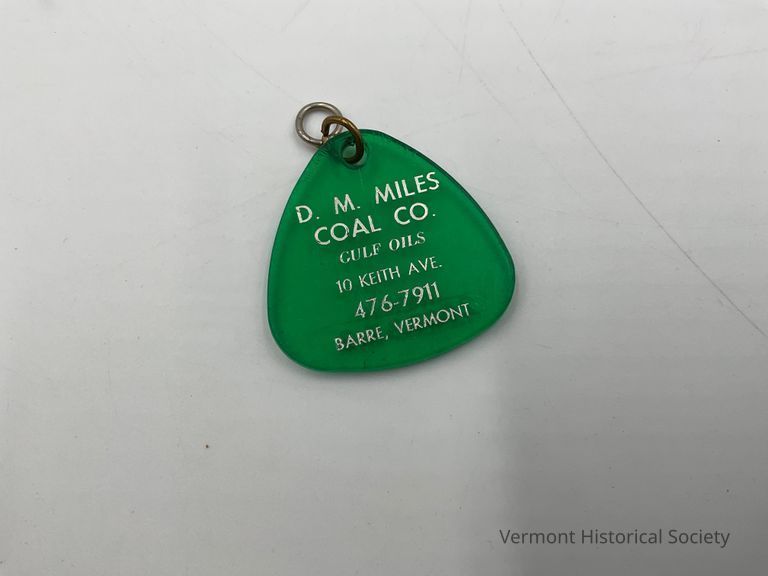 D. M. MILES
COAL CO.
GULF OILS
10 KEITH AVE.
476-7911
BARRE, VERMONT
Vermont Historical Society